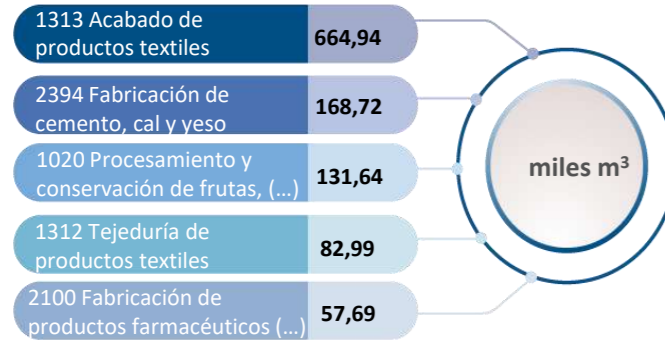 1313 Acabado de
productos textiles
664,94
2394 Fabricación de
cemento, cal y yeso
168,72
1020 Procesamiento y
conservación de frutas, (...)
131,64
1312 Tejeduría de
productos textiles
82,99
2100 Fabricación de
productos farmacéuticos (...)
57,69
miles m³